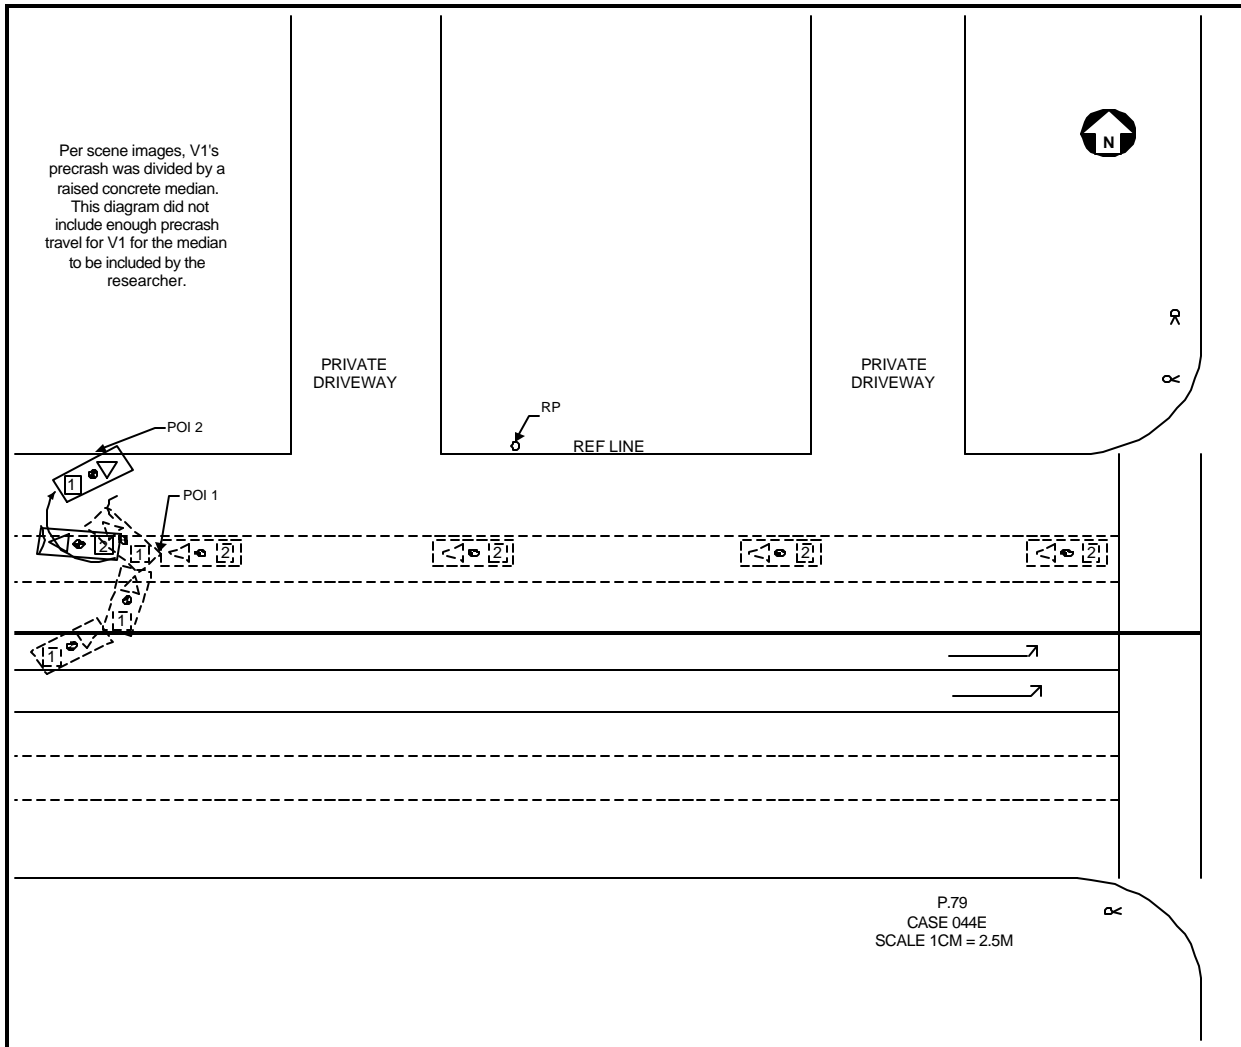 N
Per scene images, V1's
precrash was divided by a
raised concrete median.
This diagram did not
include enough precrash
travel for V1 for the median
to be included by the
researcher.
PRIVATE
DRIVEWAY
PRIVATE
DRIVEWAY
RP
REF LINE
POI 2
1
POI 1
2
1
2
2
2
2
1
1
P.79
CASE 044E
SCALE 1CM = 2.5M